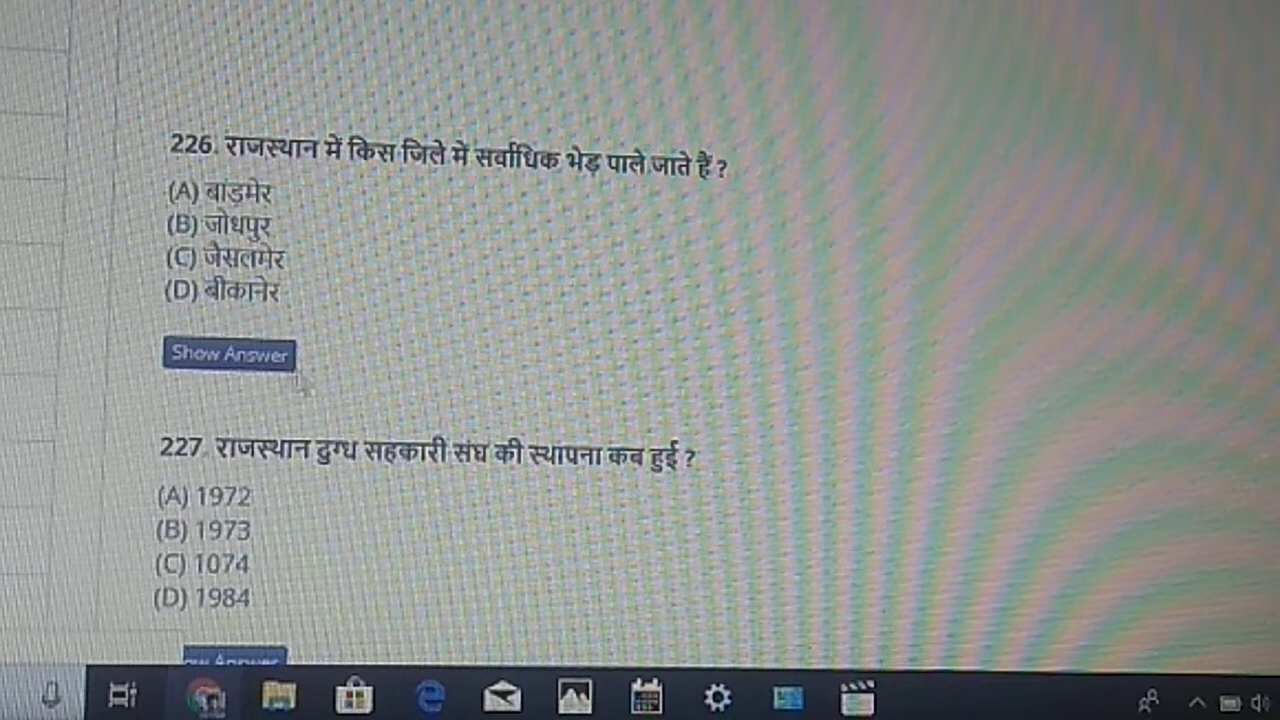 226. राजस्थान में किस जिले में सर्वाधिक भेड़ पाले जाते हैं ?
(A) बाड़मेर
(B) जोधपुर
(C) जैसलमेर
(D) बीकानेर
Show Answer
227. राजस्थान दुग्ध सहकारी संघ की स्थापना कब हुई ?
(A) 1972
(B) 1973
(C) 1074
(D) 1984